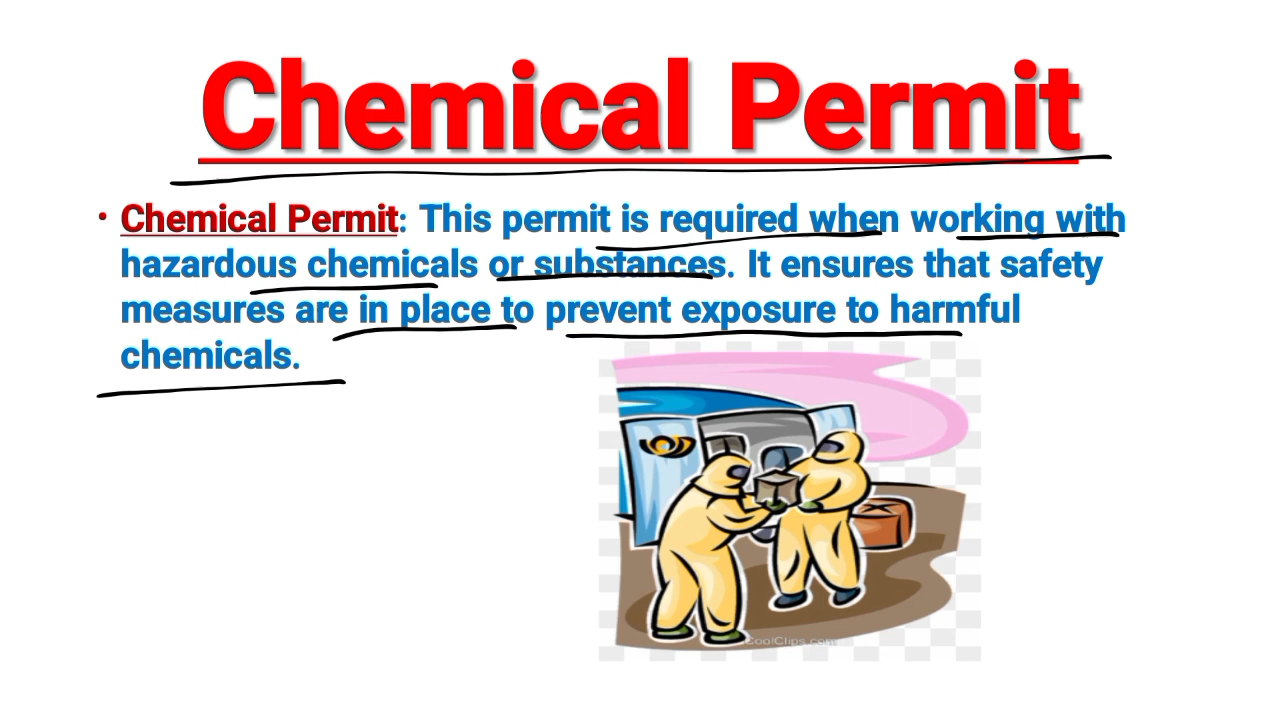 Chemical Permit
• Chemical Permit: This permit is required when working with
hazardous chemicals or substances. It ensures that safety
measures are in place to prevent exposure to harmful
chemicals.
CoolClips.com